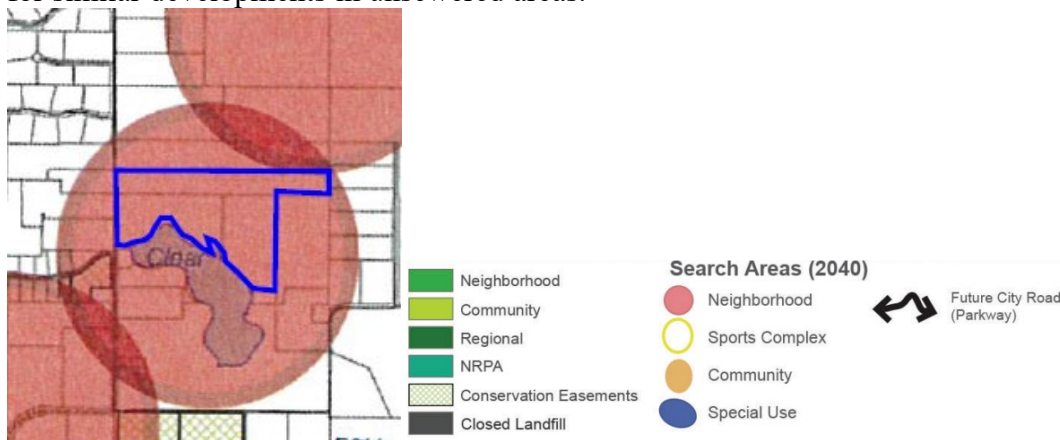 Clear
Neighborhood
Community
Regional
NRPA
Conservation Easements
Closed Landfill
Search Areas (2040)
Neighborhood
Sports Complex
Community
Special Use
Future City Road
(Parkway)